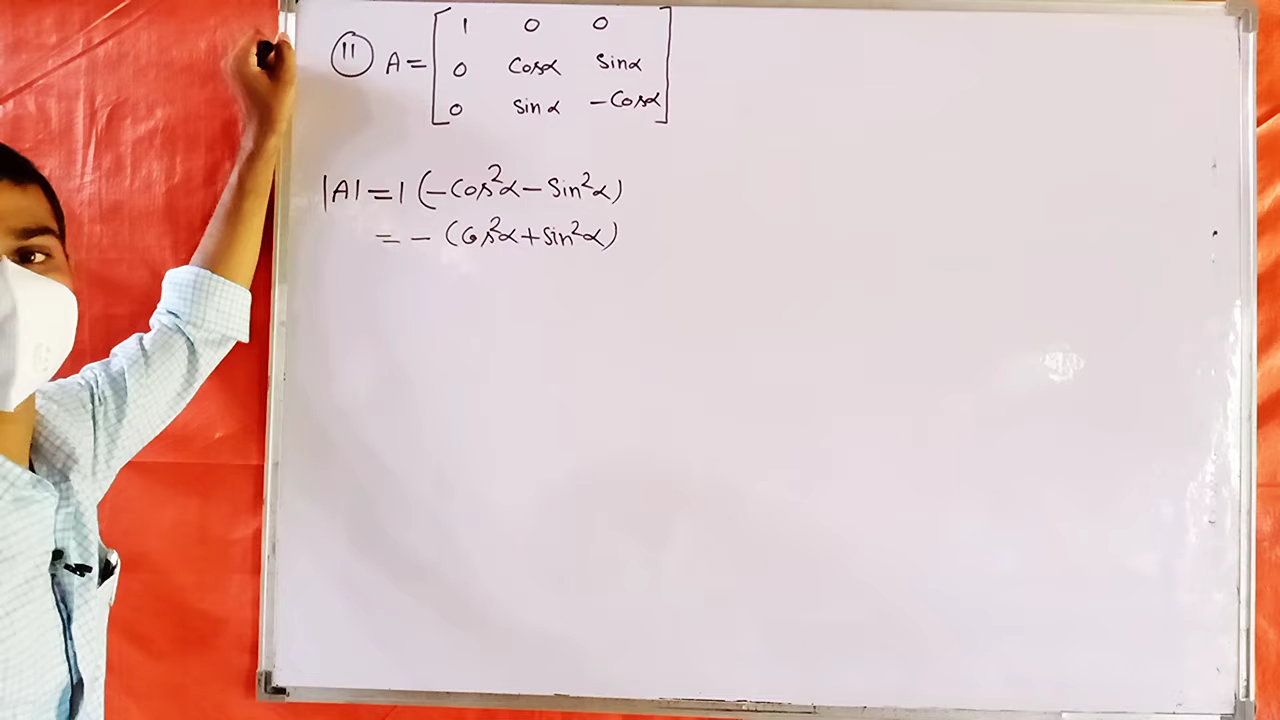 1 0 0
⑪ A = 0 Cosα Sinα
0 Sinα -Cosα
|A| = 1 (-Cos²α - Sin²α)
= - (Cos²α + Sin²α)